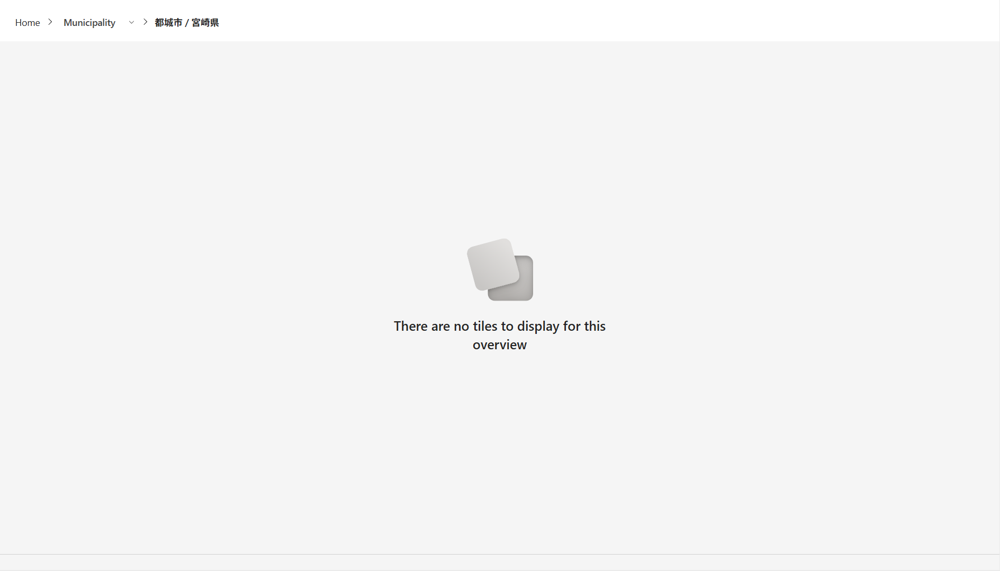 Home > Municipality > 都城市 / 宮崎県
There are no tiles to display for this
overview